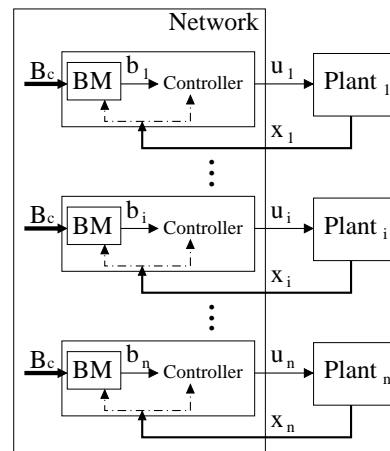 Network
B_c BM b_1 Controller u_1 Plant_1
x_1
B_c BM b_i Controller u_i Plant_i
x_i
B_c BM b_n Controller u_n Plant_n
x_n